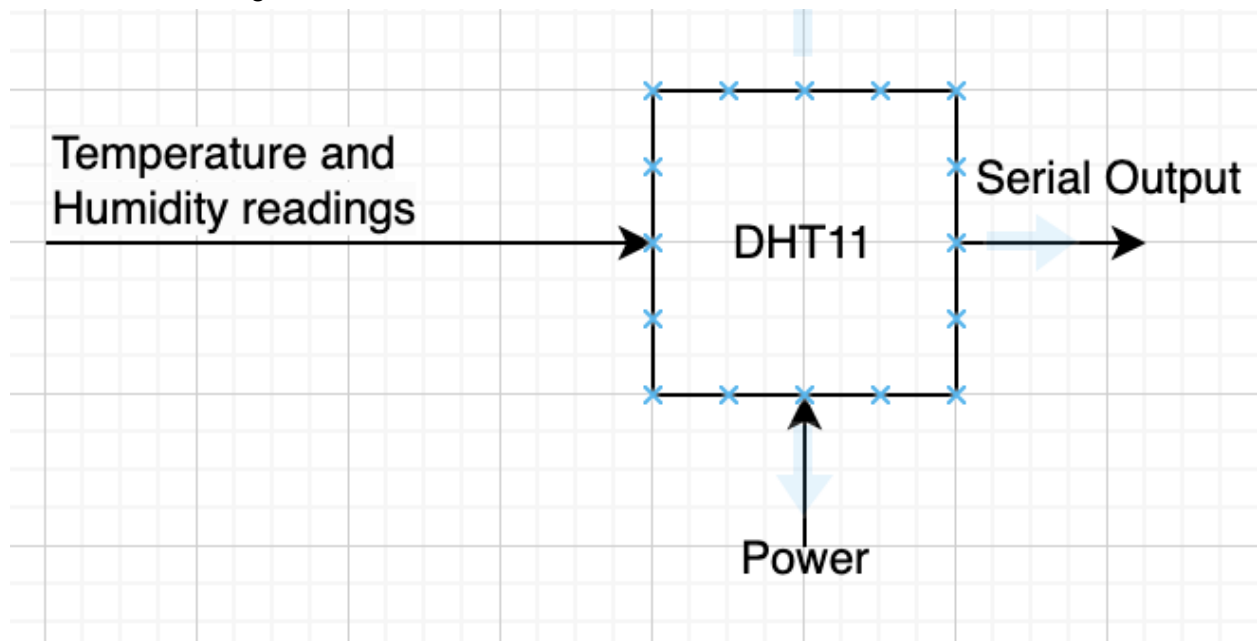 Temperature and
Humidity readings
Serial Output
DHT11
Power